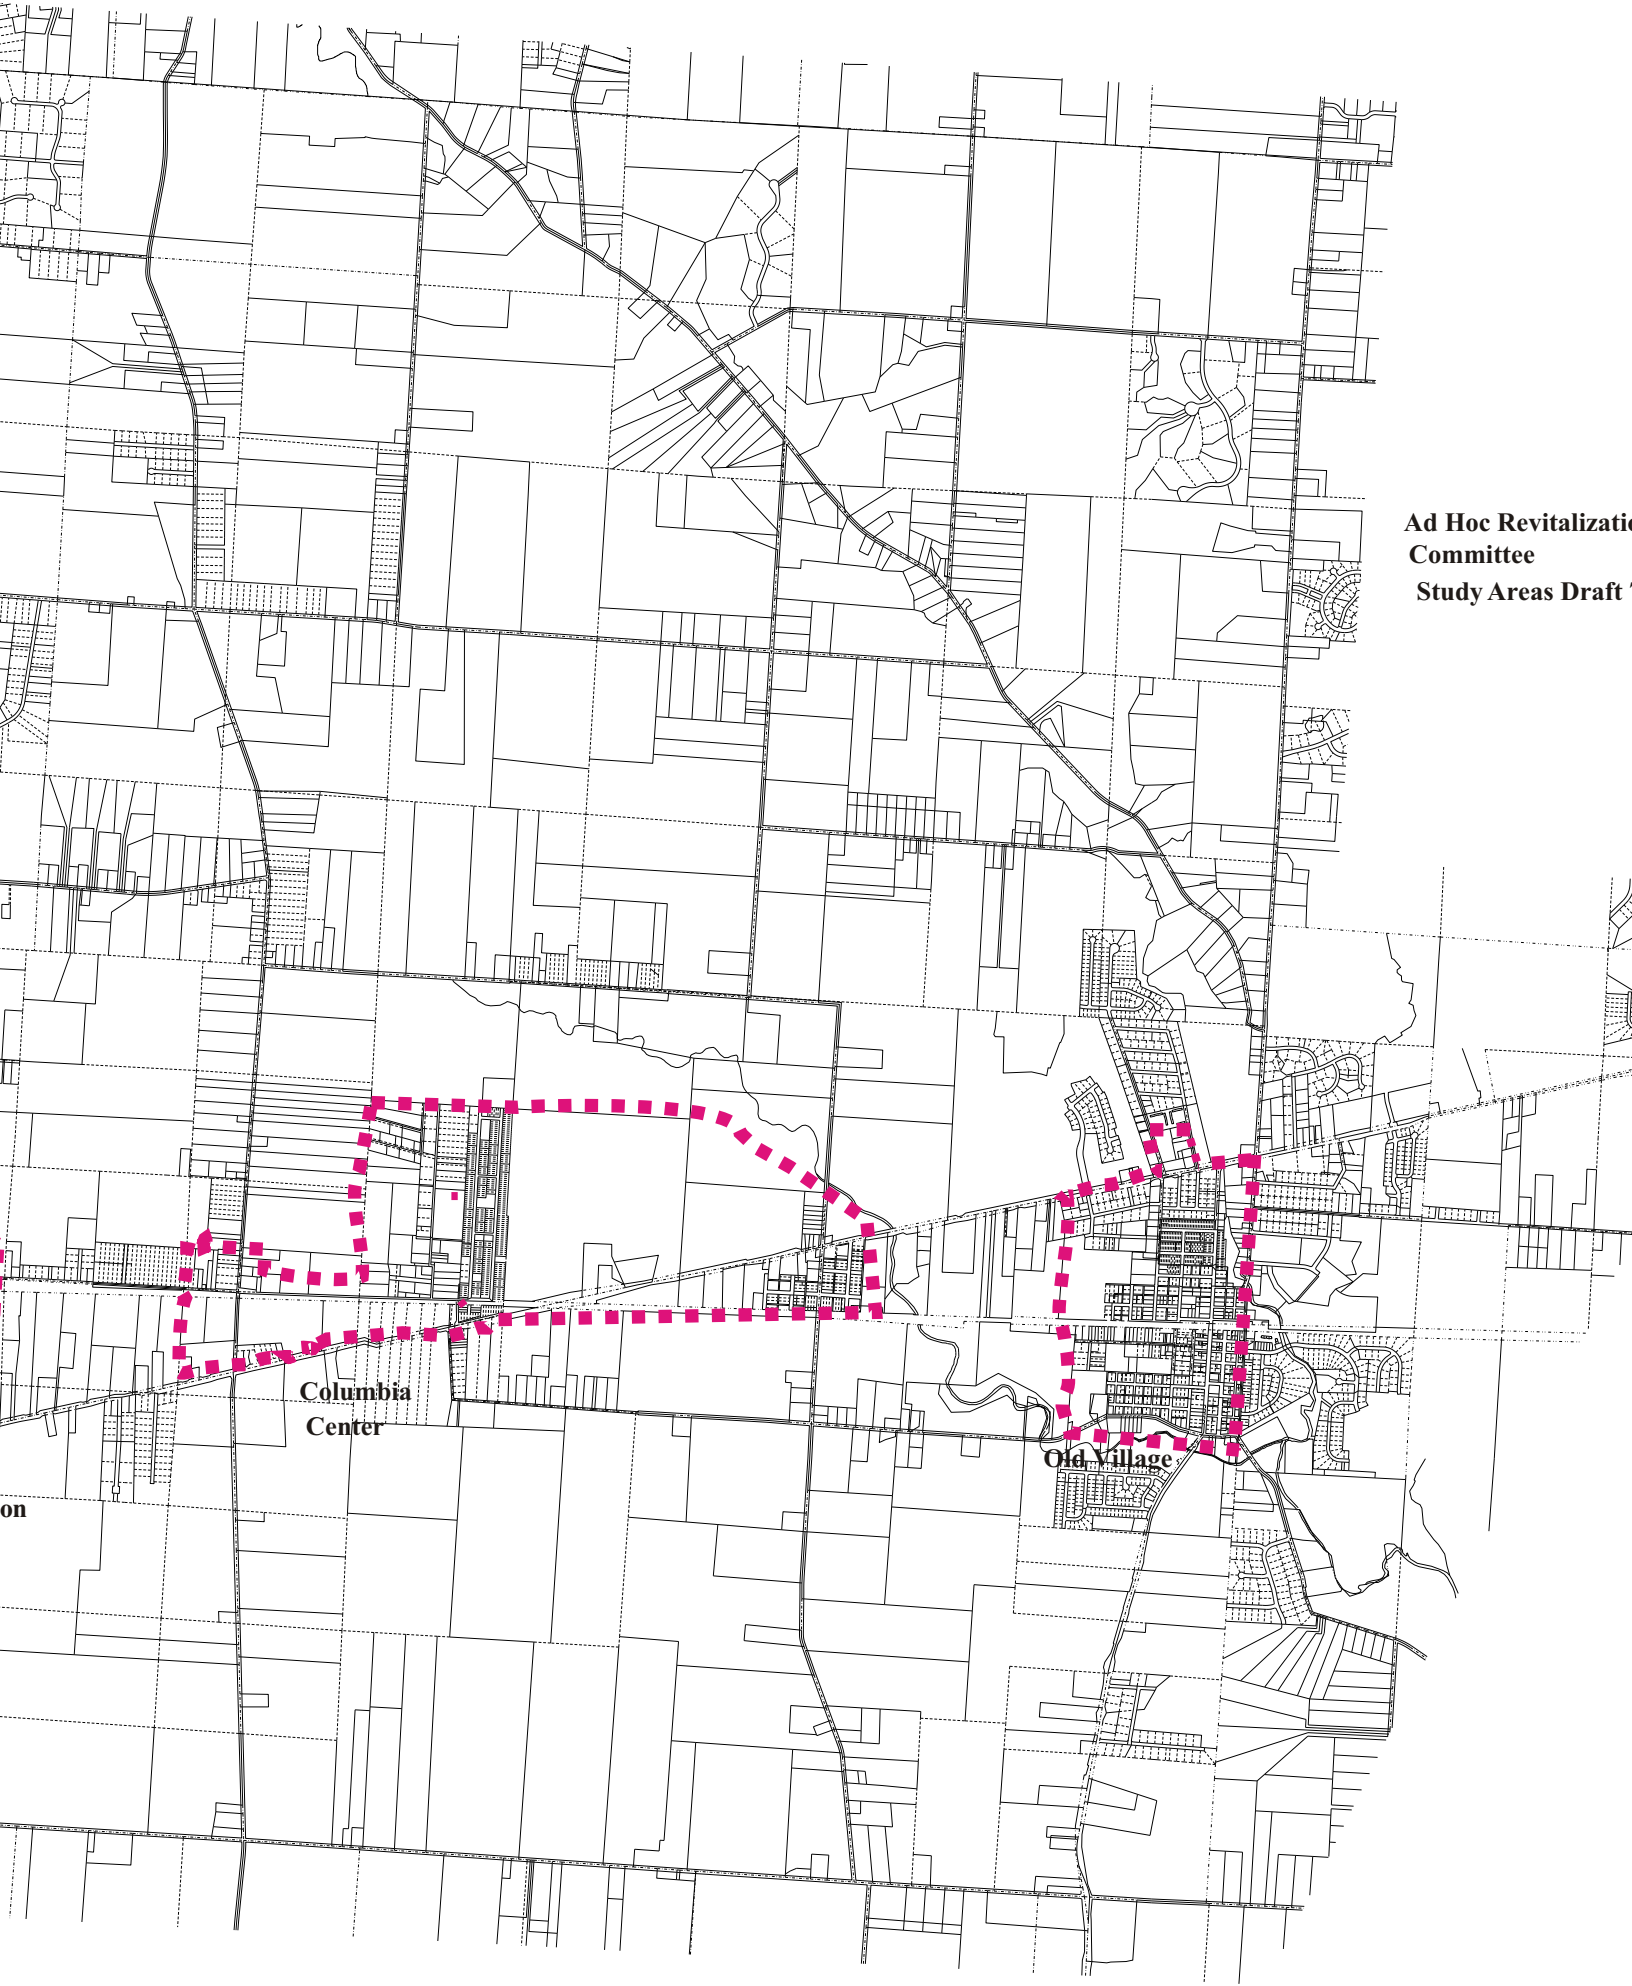 Ad Hoc Revitalizatio
Committee
Study Areas Draft
Columbia
Center
Old Village
on